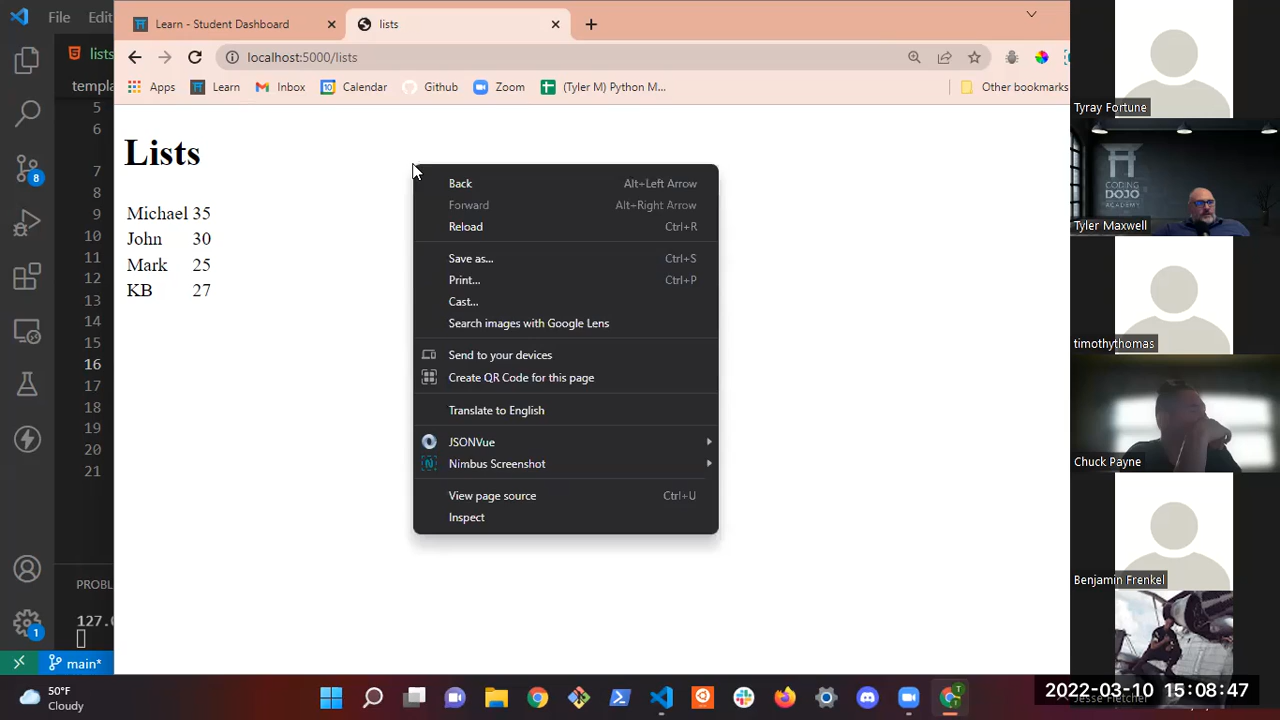 File
Edi
Learn - Student Dashboard
lists
localhost:5000/lists
lists
templa
Apps
Learn
Inbox
Calendar
Github
Zoom
(Tyler M) Python M...
Other bookmarks
5
6
7
8
9
10
11
12
13
14
15
16
17
18
19
20
21
Lists
Michael 35
John 30
Mark 25
KB 27
Back Alt+Left Arrow
Forward Alt+Right Arrow
Reload Ctrl+R
Save as... Ctrl+S
Print... Ctrl+P
Cast...
Search images with Google Lens
Send to your devices
Create QR Code for this page
Translate to English
JSONVue
Nimbus Screenshot
View page source Ctrl+U
Inspect
8
1
PROBL
127.0
main*
50°F
Cloudy
Tyray Fortune
CODING
DOJO
ACADEMY
Tyler Maxwell
timothythomas
Chuck Payne
Benjamin Frenkel
Jesse Fletcher
2022-03-10 15:08:47